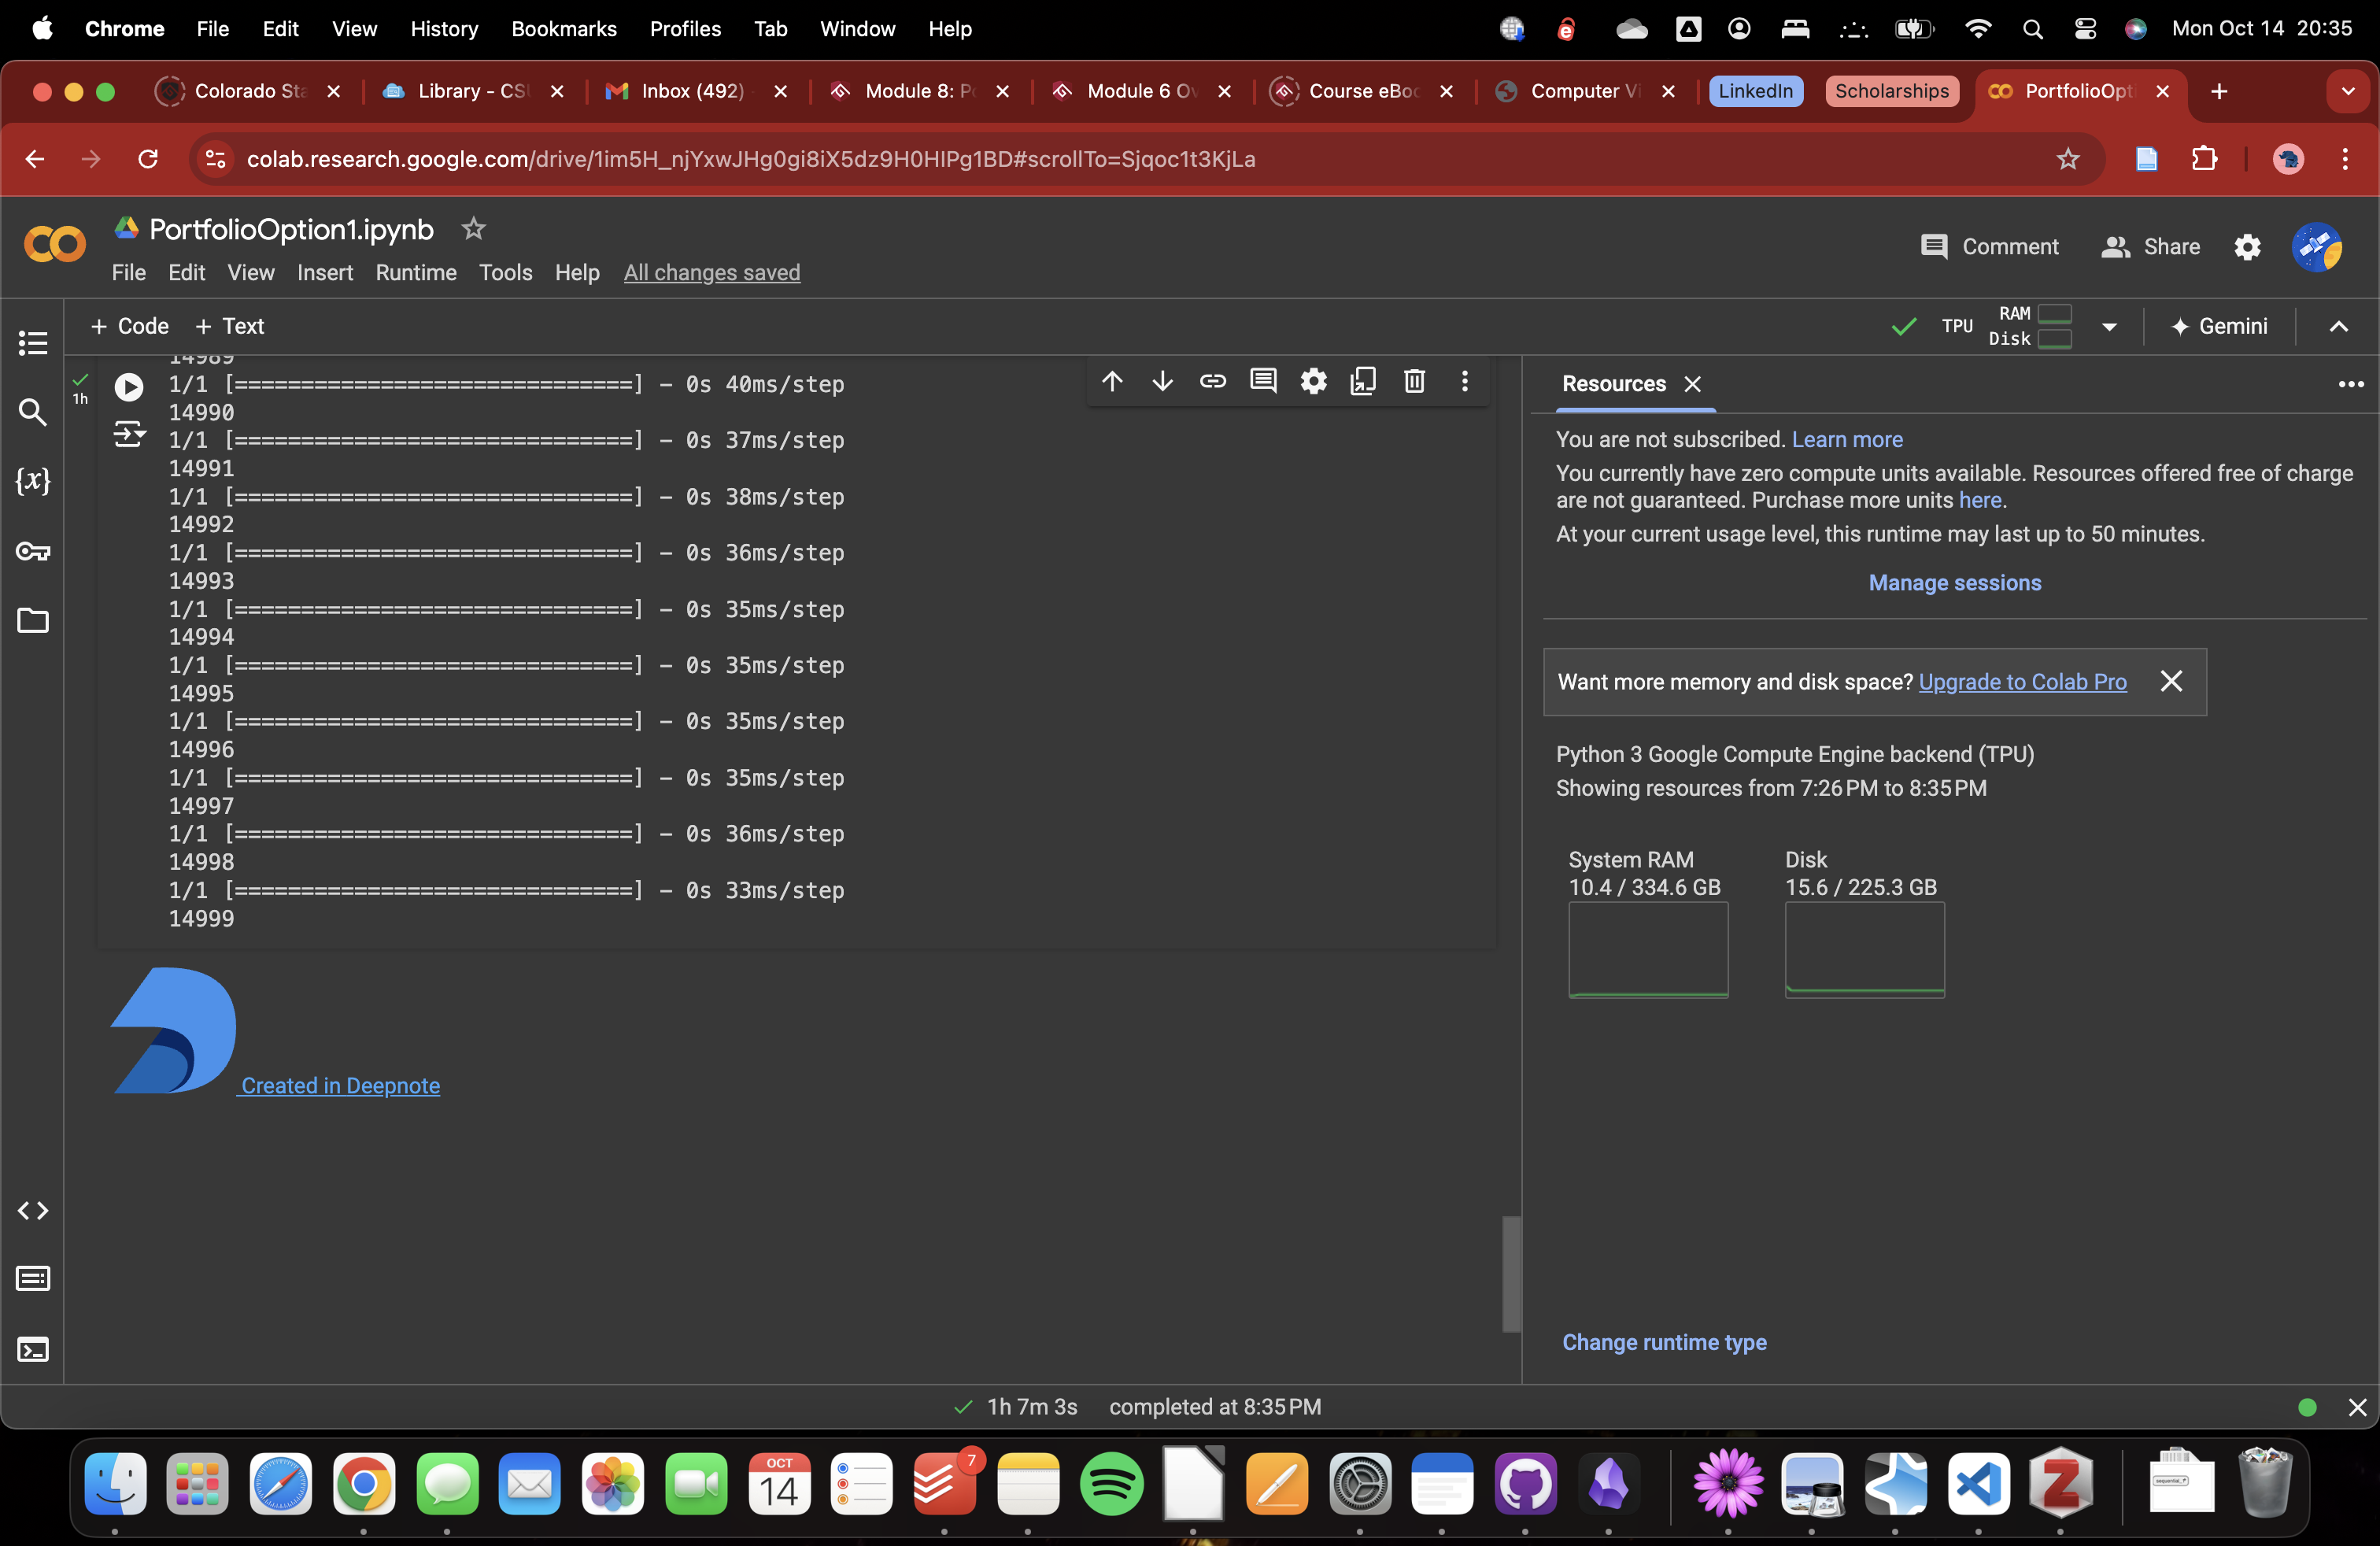 Chrome File Edit View History Bookmarks Profiles Tab Window Help Mon Oct 14 20:35
Colorado Sta Library - CS Inbox (492) Module 8: P Module 6 Ov Course eBoo Computer Vi LinkedIn Scholarships PortfolioOpt
colab.research.google.com/drive/1im5H_njYxwJHg0gi8iX5dz9H0HIPg1BD#scrollTo=Sjqoc1t3KjLa
PortfolioOption1.ipynb
Comment Share
File Edit View Insert Runtime Tools Help All changes saved
+ Code + Text
TPU RAM Disk Gemini
14989
1/1 [==============================] - 0s 40ms/step
1h
14990
1/1 [==============================] - 0s 37ms/step
14991
1/1 [==============================] - 0s 38ms/step
14992
1/1 [==============================] - 0s 36ms/step
14993
1/1 [==============================] - 0s 35ms/step
14994
1/1 [==============================] - 0s 35ms/step
14995
1/1 [==============================] - 0s 35ms/step
14996
1/1 [==============================] - 0s 35ms/step
14997
1/1 [==============================] - 0s 36ms/step
14998
1/1 [==============================] - 0s 33ms/step
14999
Created in Deepnote
Resources
You are not subscribed. Learn more
You currently have zero compute units available. Resources offered free of charge
are not guaranteed. Purchase more units here.
At your current usage level, this runtime may last up to 50 minutes.
Manage sessions
Want more memory and disk space? Upgrade to Colab Pro
Python 3 Google Compute Engine backend (TPU)
Showing resources from 7:26 PM to 8:35 PM
System RAM
10.4 / 334.6 GB
Disk
15.6 / 225.3 GB
Change runtime type
1h 7m 3s completed at 8:35 PM
OCT
14
7